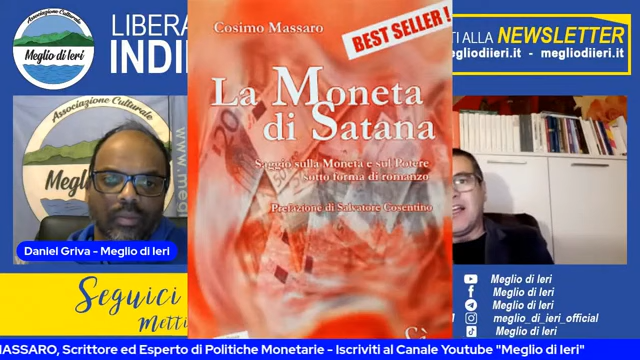 Associazione Culturale
Meglio di Ieri
LIBERA
INDI
TI ALLA NEWSLETTER
egliodiieri.it - megliodiieri.it
Cosimo Massaro
BEST SELLER !
La Moneta
di Satana
Saggio sulla Moneta e sul Potere
sotto forma di romanzo
Prefazione di Salvatore Cosentino
Associazione Culturale
Meglio
www.me
Daniel Griva - Meglio di Ieri
Seguici
Metti
Meglio di Ieri
Meglio di Ieri
Meglio di Ieri
meglio_di_ieri_official
Meglio di Ieri
MASSARO, Scrittore ed Esperto di Politiche Monetarie - Iscriviti al Canale Youtube "Meglio di Ieri"